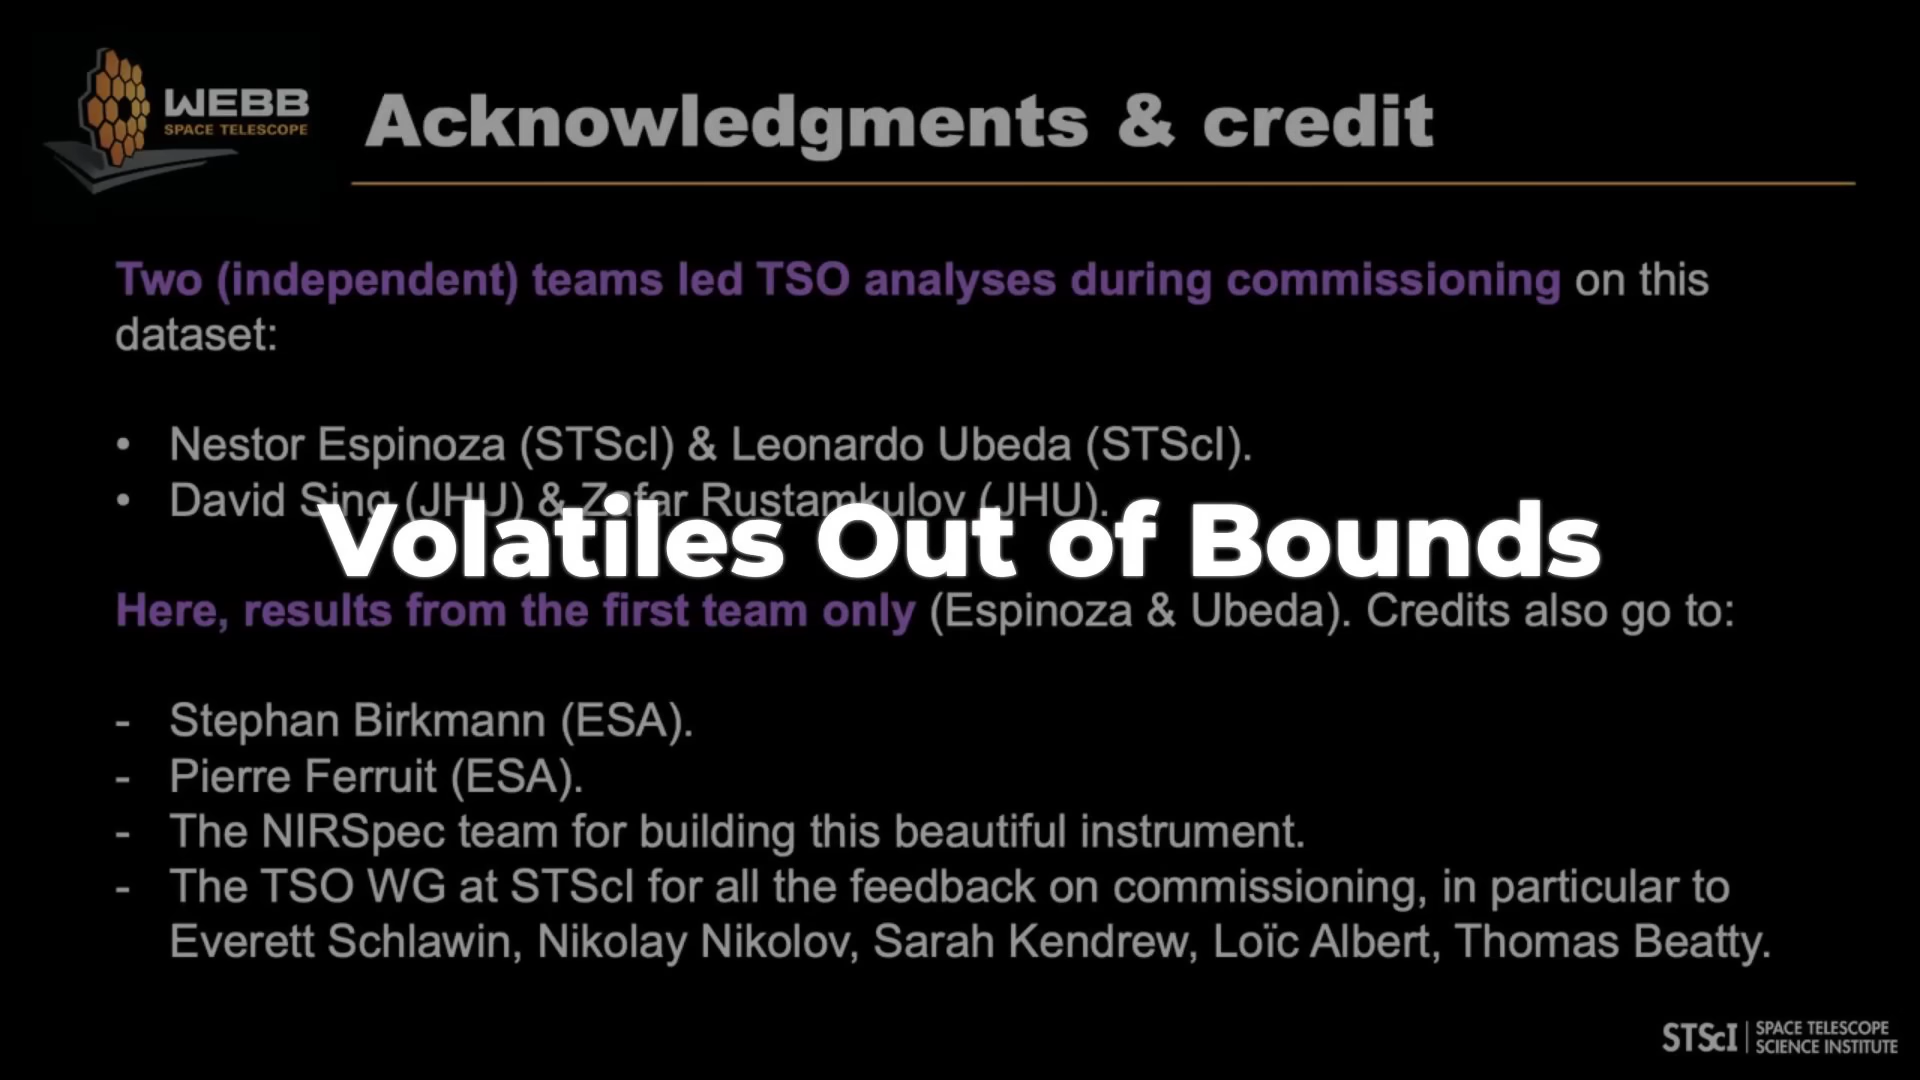 WEBB
SPACE TELESCOPE
Acknowledgments & credit
Two (independent) teams led TSO analyses during commissioning on this
dataset:
• Nestor Espinoza (STScI) & Leonardo Ubeda (STScI).
• David Sing (JHU) & Zafar Rustamkulov (JHU).
Volatiles Out of Bounds
Here, results from the first team only (Espinoza & Ubeda). Credits also go to:
- Stephan Birkmann (ESA).
- Pierre Ferruit (ESA).
- The NIRSpec team for building this beautiful instrument.
- The TSO WG at STScI for all the feedback on commissioning, in particular to
Everett Schlawin, Nikolay Nikolov, Sarah Kendrew, Loïc Albert, Thomas Beatty.
STScI | SPACE TELESCOPE
SCIENCE INSTITUTE